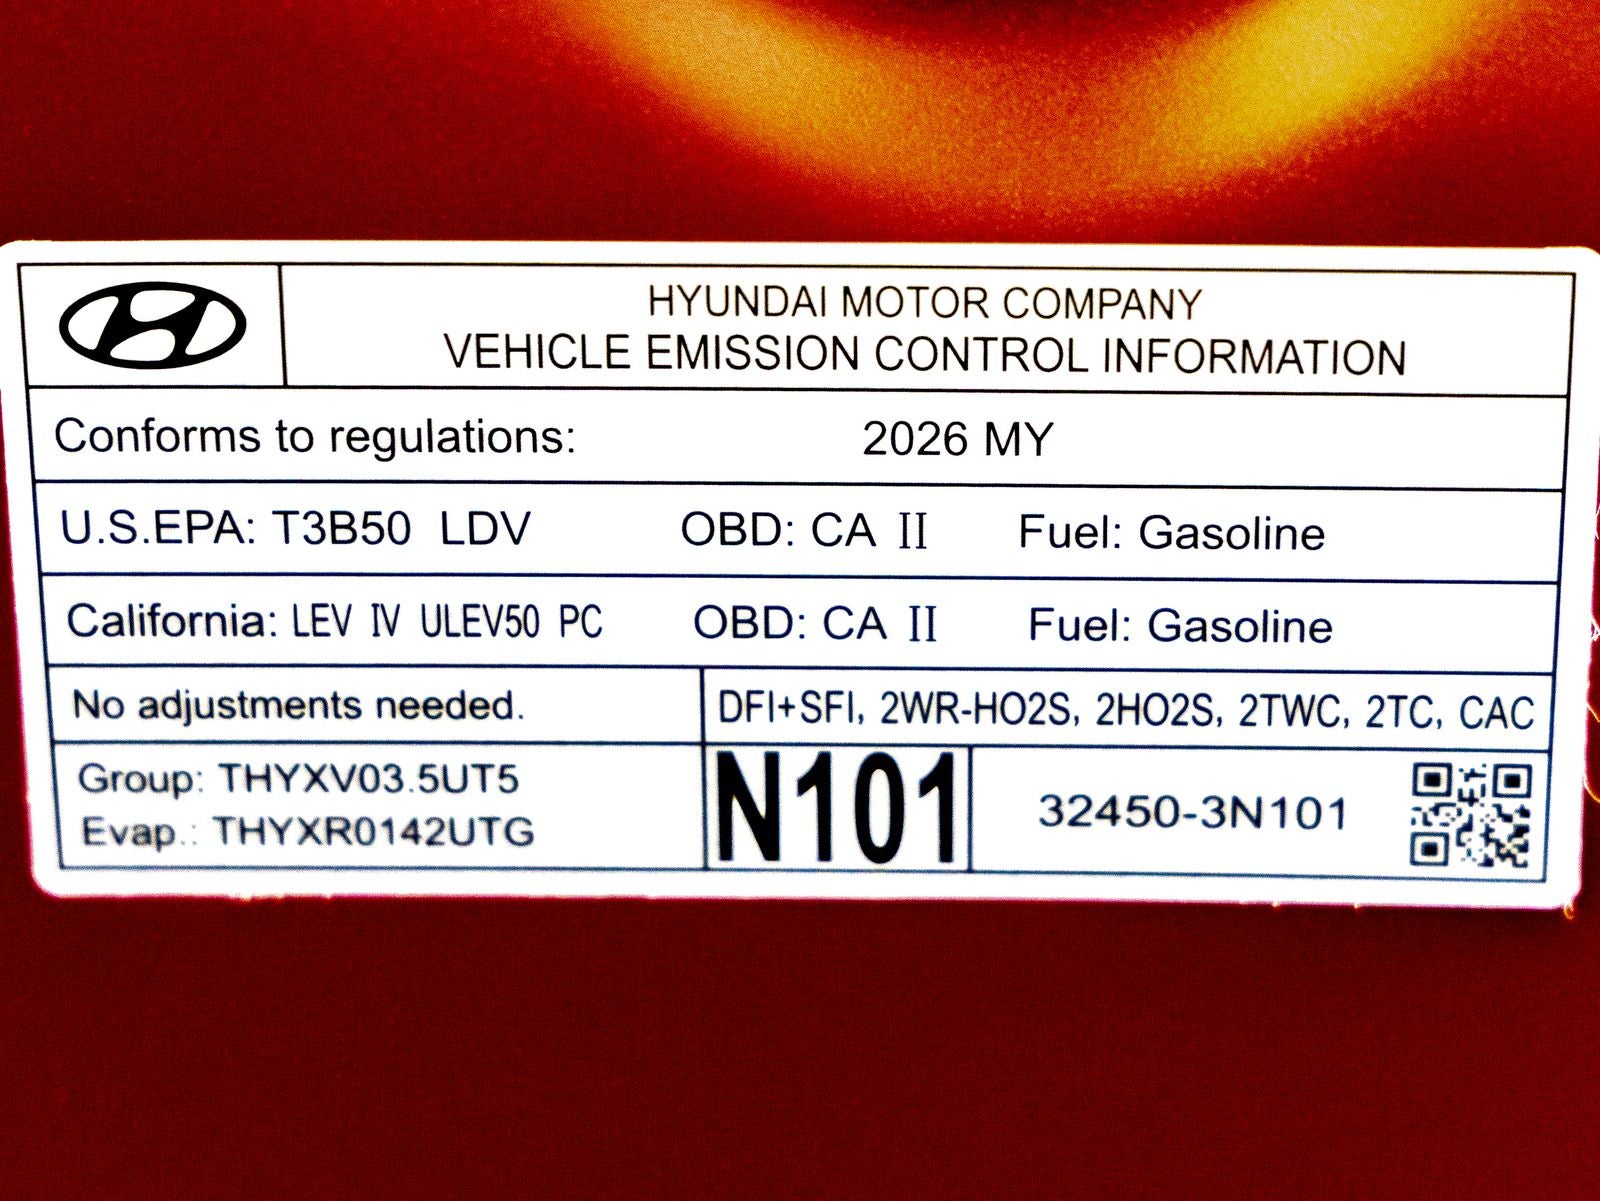 HYUNDAI MOTOR COMPANY
VEHICLE EMISSION CONTROL INFORMATION
Conforms to regulations: 2026 MY
U.S.EPA: T3B50 LDV OBD: CA II Fuel: Gasoline
California: LEV IV ULEV50 PC OBD: CA II Fuel: Gasoline
No adjustments needed. DFI+SFI, 2WR-HO2S, 2HO2S, 2TWC, 2TC, CAC
Group: THYXV03.5UT5
Evap.: THYXR0142UTG
N101
32450-3N101